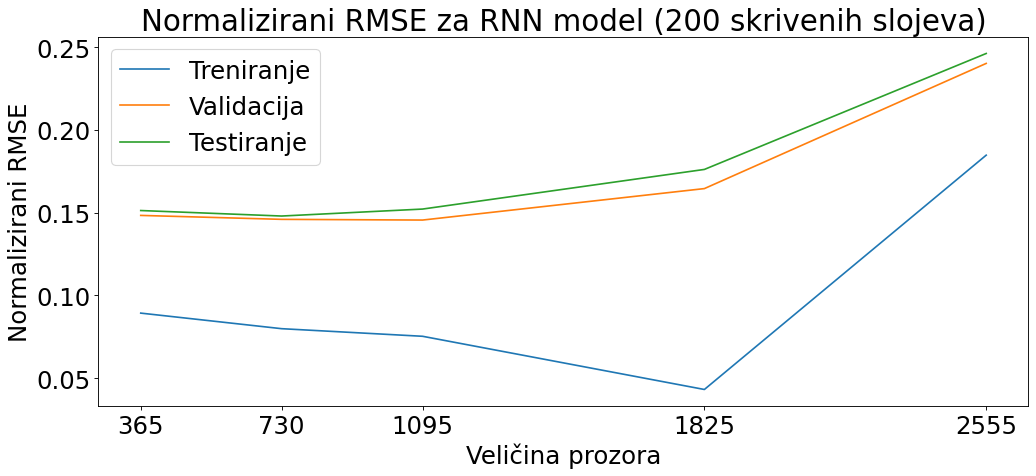 Normalizirani RMSE za RNN model (200 skrivenih slojeva)
Treniranje
Validacija
Testiranje
Normalizirani RMSE
0.25
0.20
0.15
0.10
0.05
365 730 1095 1825 2555
Veličina prozora